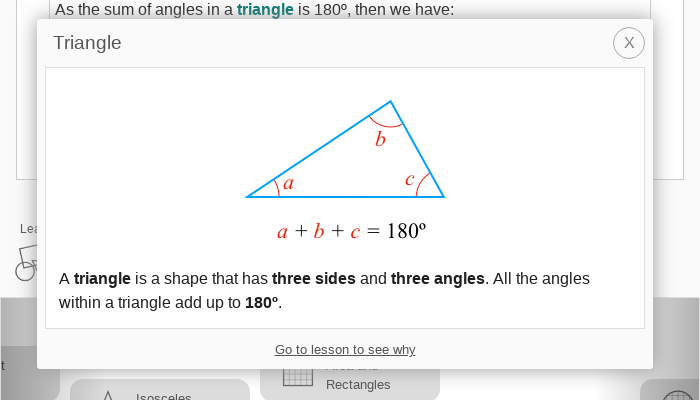 As the sum of angles in a triangle is 180º, then we have:
Triangle
X
b
a
c
a + b + c = 180º
A triangle is a shape that has three sides and three angles. All the angles
within a triangle add up to 180º.
Go to lesson to see why
Lea
t
Isosceles
Rectangles